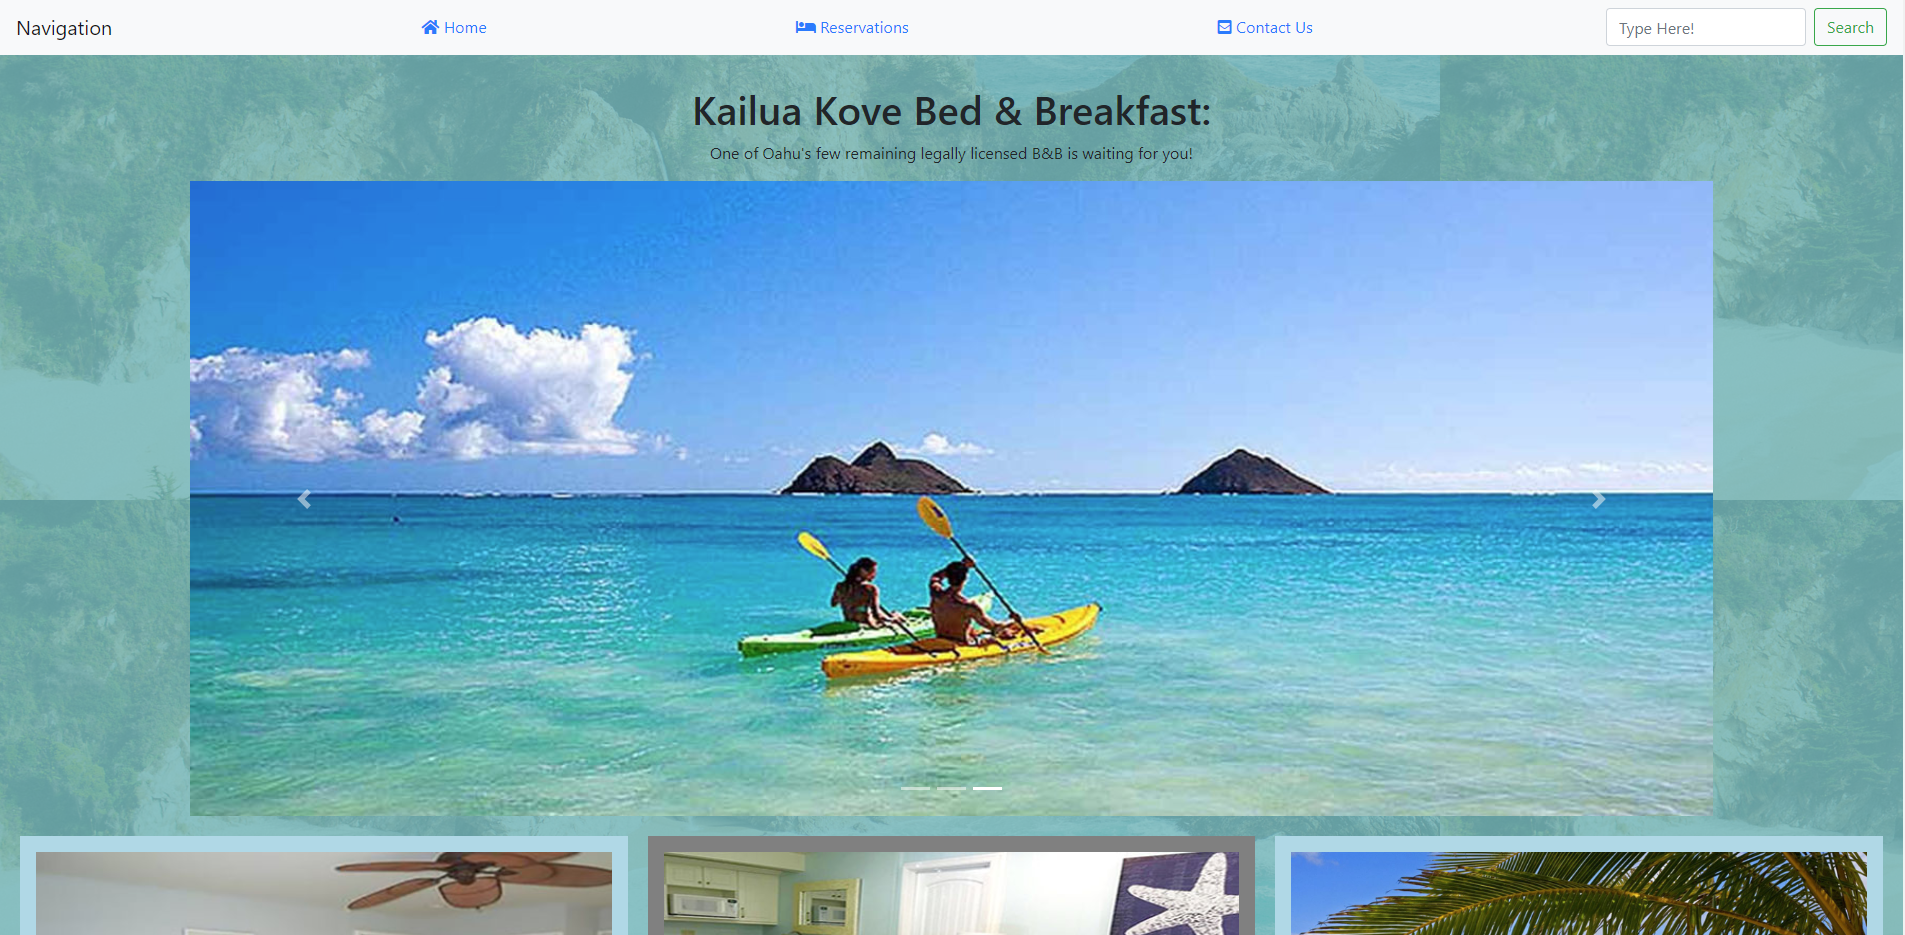 Navigation
Home
Reservations
Contact Us
Type Here!
Search
Kailua Kove Bed & Breakfast:
One of Oahu's few remaining legally licensed B&B is waiting for you!